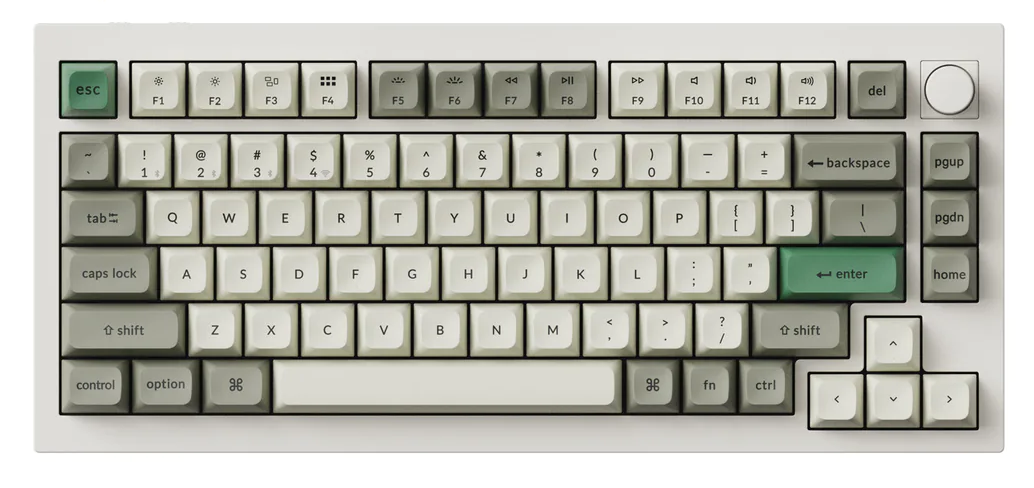 esc F1 F2 F3 F4 F5 F6 F7 F8 F9 F10 F11 F12 del
~ ! @ # $ % ^ & * ( ) — +
` 1 2 3 4 5 6 7 8 9 0 - = ← backspace pgup
tab Q W E R T Y U I O P { [ } ] | \ pgdn
caps lock A S D F G H J K L : ; " , ↵ enter home
⇧ shift Z X C V B N M < , > . ? / ⇧ shift ^
control option ⌘ ⌘ fn ctrl < ⌄ >